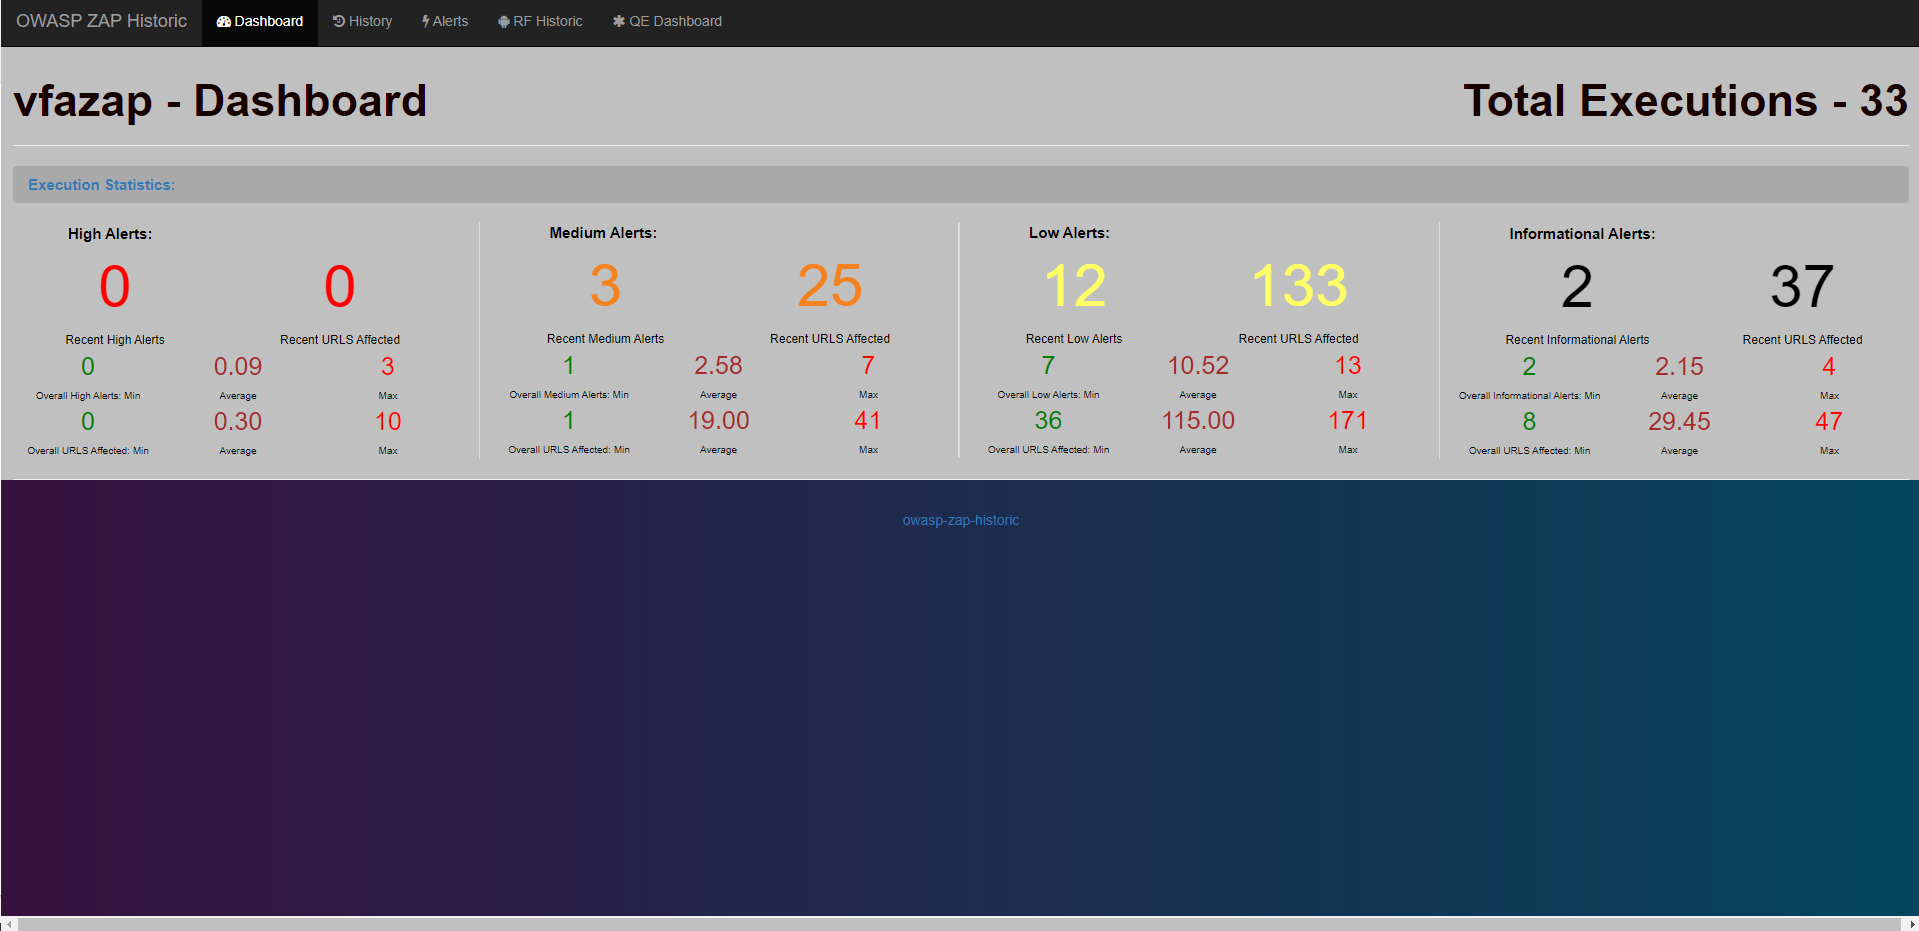 OWASP ZAP Historic Dashboard History Alerts RF Historic QE Dashboard
vfazap - Dashboard
Total Executions - 33
Execution Statistics:
High Alerts:
0 0
Recent High Alerts Recent URLS Affected
0 0.09 3
Overall High Alerts: Min Average Max
0 0.30 10
Overall URLS Affected: Min Average Max
Medium Alerts:
3 25
Recent Medium Alerts Recent URLS Affected
1 2.58 7
Overall Medium Alerts: Min Average Max
1 19.00 41
Overall URLS Affected: Min Average Max
Low Alerts:
12 133
Recent Low Alerts Recent URLS Affected
7 10.52 13
Overall Low Alerts: Min Average Max
36 115.00 171
Overall URLS Affected: Min Average Max
Informational Alerts:
2 37
Recent Informational Alerts Recent URLS Affected
2 2.15 4
Overall Informational Alerts: Min Average Max
8 29.45 47
Overall URLS Affected: Min Average Max
owasp-zap-historic